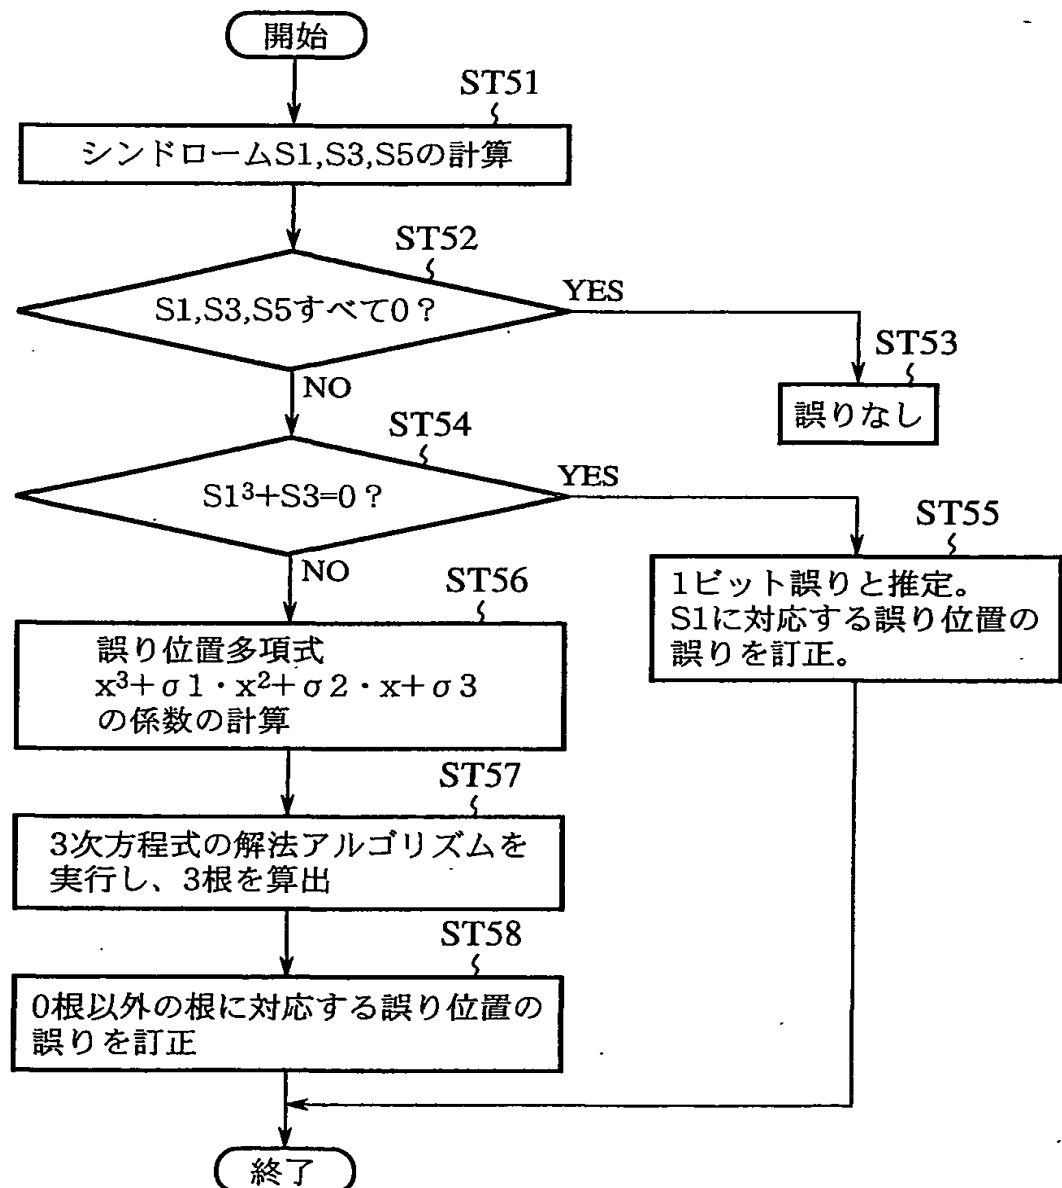 開始
ST51
シンドロームS1,S3,S5の計算
ST52
S1,S3,S5すべて0?
YES
ST53
誤りなし
NO
ST54
S1³+S3=0?
YES
ST55
1ビット誤りと推定。
S1に対応する誤り位置の
誤りを訂正。
NO
ST56
誤り位置多項式
x³+σ1・x²+σ2・x+σ3
の係数の計算
ST57
3次方程式の解法アルゴリズムを
実行し、3根を算出
ST58
0根以外の根に対応する誤り位置の
誤りを訂正
終了